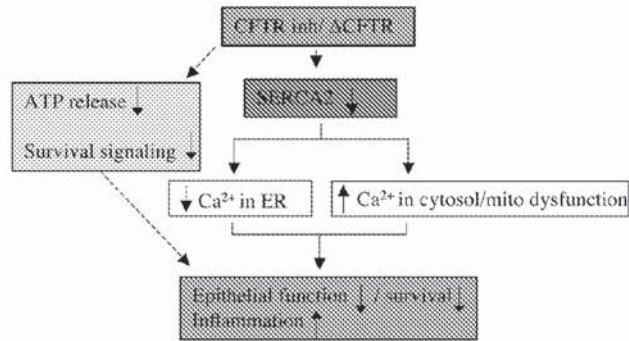 CFTR inh/ ΔCFTR
ATP release ↓
SERCA2 ↓
Survival signaling ↓
↓ Ca²⁺ in ER
↑ Ca²⁺ in cytosol/mito dysfunction
Epithelial function ↓ / survival ↓
Inflammation ↑